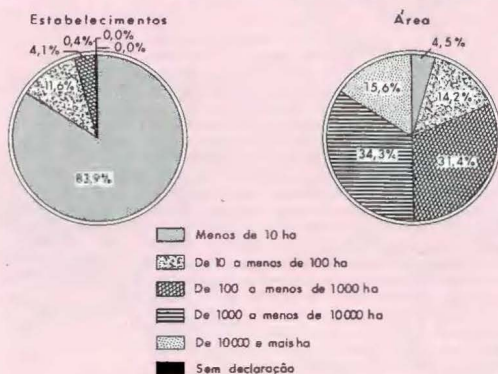 Estabelecimentos
0,0%
4,1% 0,4% 0,0%
11,6%
83,9%
Área
4,5%
15,6%
14,2%
34,3%
31,4%
Menos de 10 ha
De 10 a menos de 100 ha
De 100 a menos de 1000 ha
De 1000 a menos de 10000 ha
De 10000 e mais ha
Sem declaração